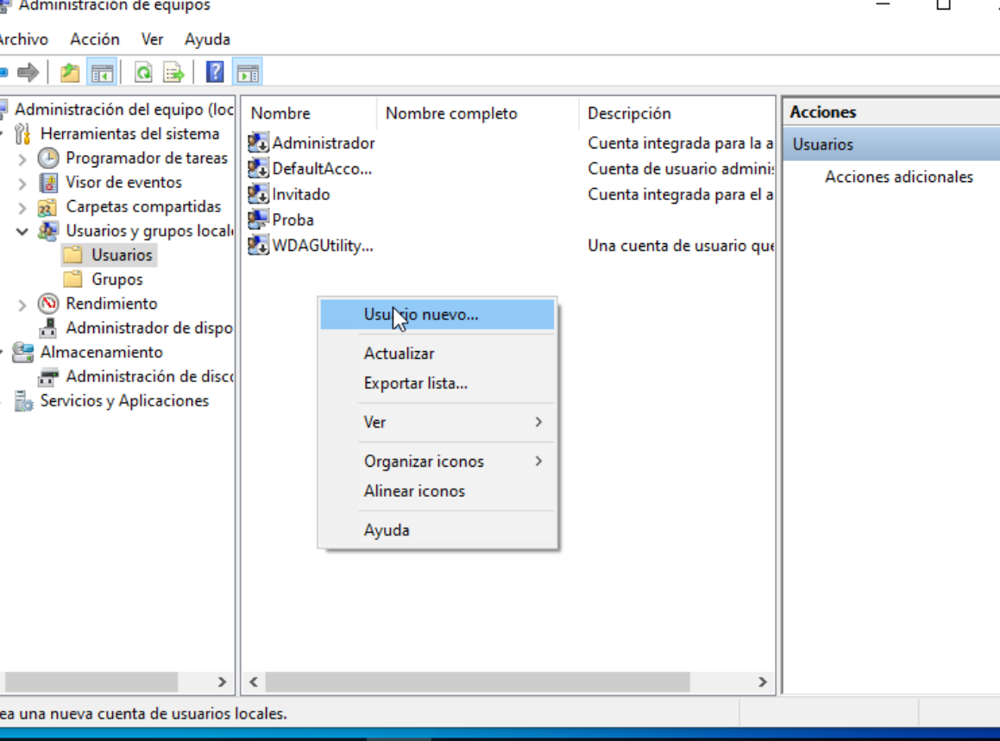 Administración de equipos
Archivo Acción Ver Ayuda
Administración del equipo (loc
Herramientas del sistema
Programador de tareas
Visor de eventos
Carpetas compartidas
Usuarios y grupos locale
Usuarios
Grupos
Rendimiento
Administrador de dispo
Almacenamiento
Administración de disco
Servicios y Aplicaciones
Nombre Nombre completo Descripción
Administrador Cuenta integrada para la a
DefaultAcco... Cuenta de usuario adminis
Invitado Cuenta integrada para el a
Proba
WDAGUtility... Una cuenta de usuario que
Usuario nuevo...
Actualizar
Exportar lista...
Ver
Organizar iconos
Alinear iconos
Ayuda
Acciones
Usuarios
Acciones adicionales
ea una nueva cuenta de usuarios locales.